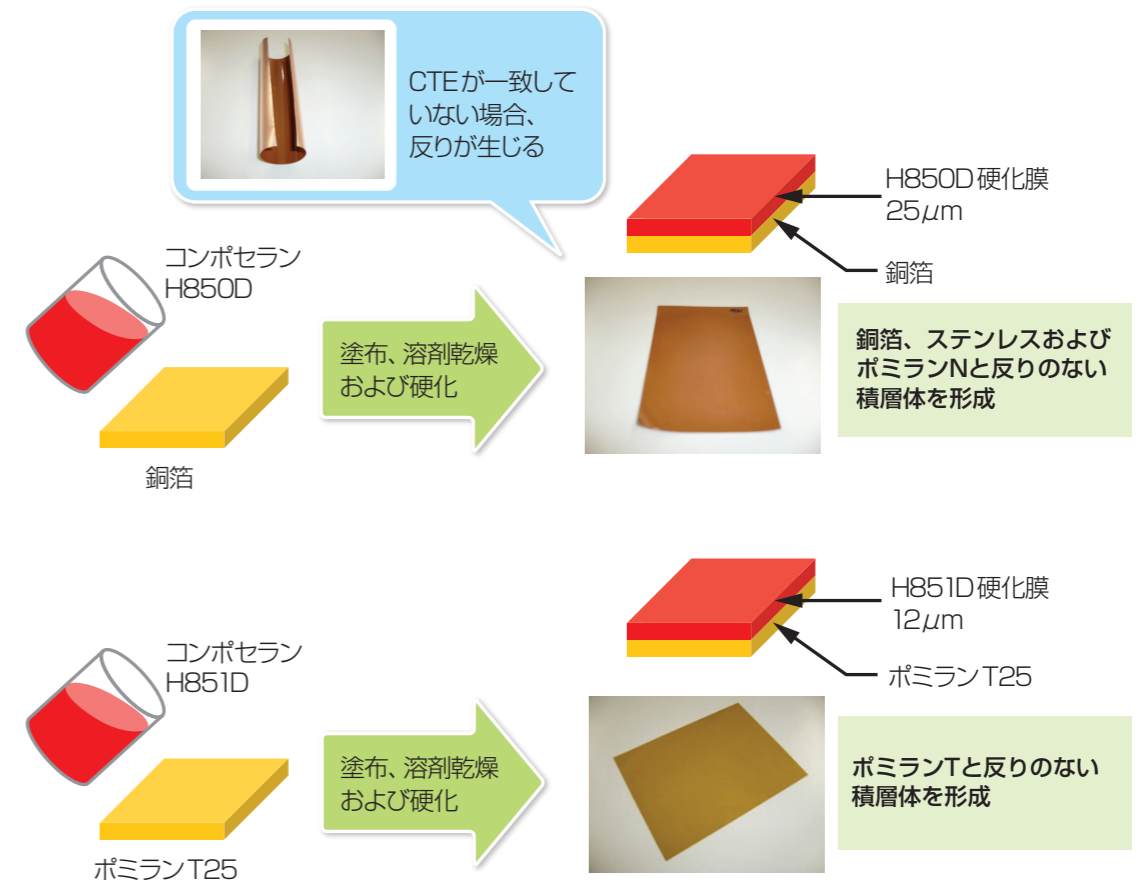 CTEが一致して
いない場合、
反りが生じる
H850D硬化膜
25μm
銅箔
コンポセラン
H850D
塗布、溶剤乾燥
および硬化
銅箔、ステンレスおよび
ポミランNと反りのない
積層体を形成
銅箔
H851D硬化膜
12μm
ポミランT25
コンポセラン
H851D
塗布、溶剤乾燥
および硬化
ポミランTと反りのない
積層体を形成
ポミランT25